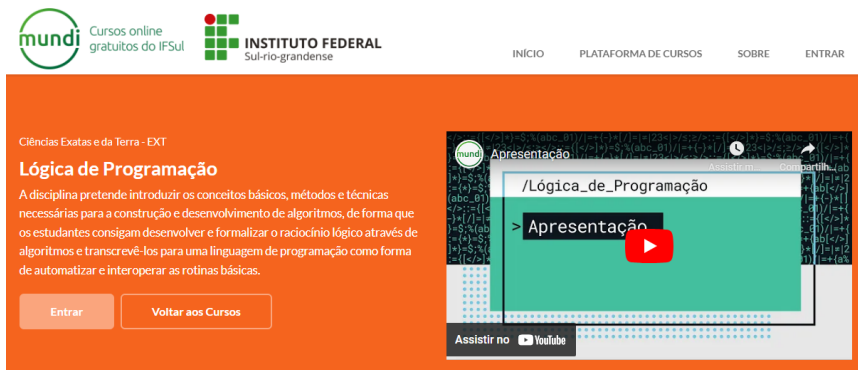 mundi
Cursos online
gratuitos do IFSul
INSTITUTO FEDERAL
Sul-rio-grandense
INÍCIO
PLATAFORMA DE CURSOS
SOBRE
ENTRAR
Ciências Exatas e da Terra - EXT
Lógica de Programação
A disciplina pretende introduzir os conceitos básicos, métodos e técnicas
necessárias para a construção e desenvolvimento de algoritmos, de forma que
os estudantes consigam desenvolver e formalizar o raciocínio lógico através de
algoritmos e transcrevê-los para uma linguagem de programação como forma
de automatizar e interoperar as rotinas básicas.
Entrar
Voltar aos Cursos
mundi
Apresentação
Assistir m...
Compartilh...
/Lógica_de_Programação
> Apresentação
Assistir no YouTube